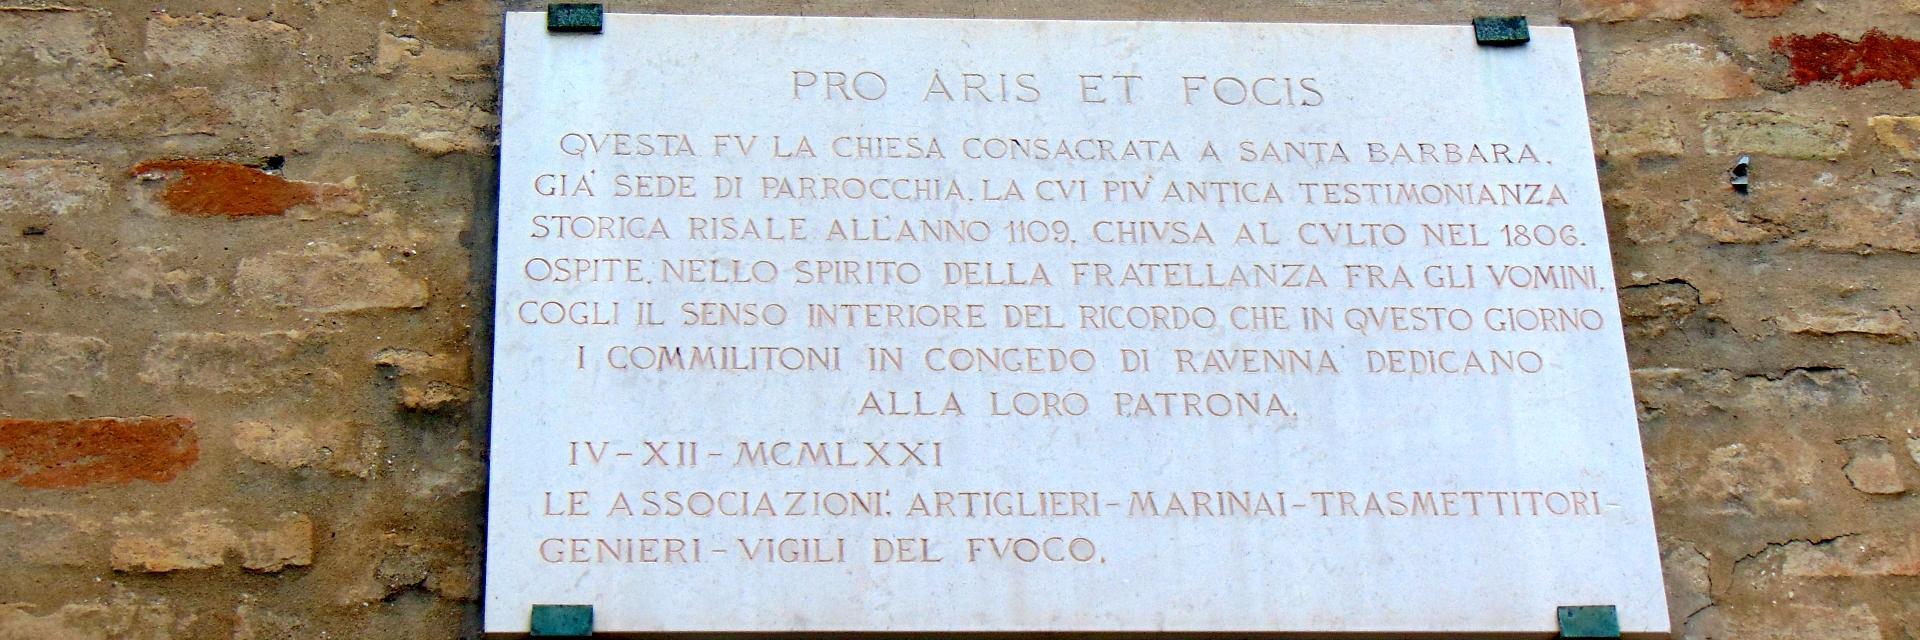 PRO ARIS ET FOCIS
QVESTA FV LA CHIESA CONSACRATA A SANTA BARBARA,
GIA' SEDE DI PARROCCHIA, LA CVI PIV' ANTICA TESTIMONIANZA
STORICA RISALE ALL'ANNO 1109, CHIVSA AL CVLTO NEL 1806.
OSPITE, NELLO SPIRITO DELLA FRATELLANZA FRA GLI VOMINI,
COGLI IL SENSO INTERIORE DEL RICORDO CHE IN QVESTO GIORNO
I COMMILITONI IN CONGEDO DI RAVENNA DEDICANO
ALLA LORO PATRONA.
IV-XII-MCMLXXI
LE ASSOCIAZIONI: ARTIGLIERI-MARINAI-TRASMETTITORI-
GENIERI-VIGILI DEL FVOCO.